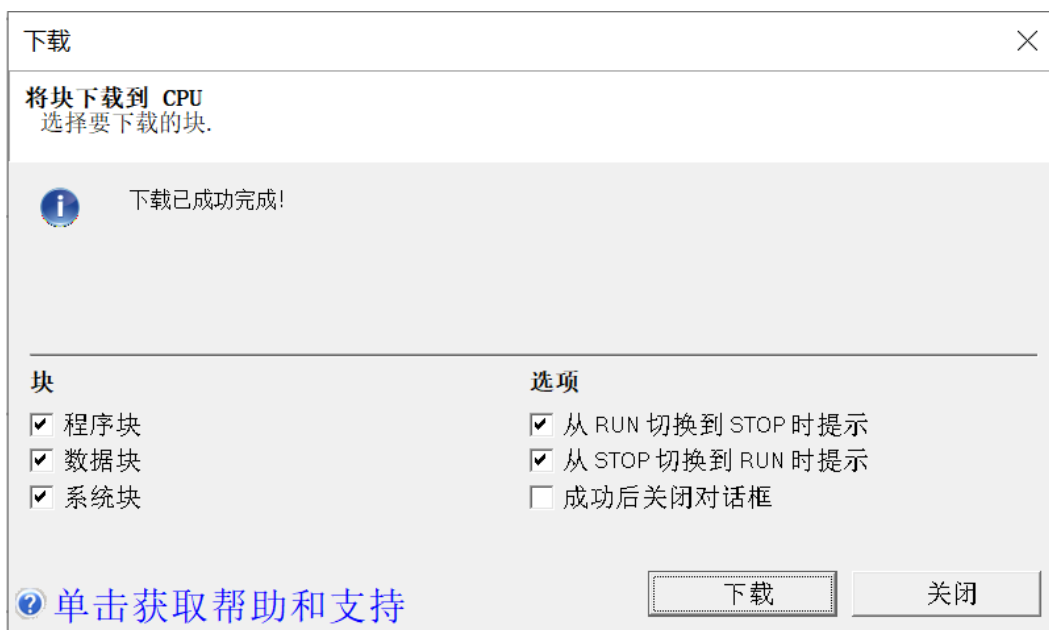 下载
将块下载到 CPU
选择要下载的块.
下载已成功完成!
块
选项
程序块
从 RUN 切换到 STOP 时提示
数据块
从 STOP 切换到 RUN 时提示
系统块
成功后关闭对话框
单击获取帮助和支持
下载
关闭